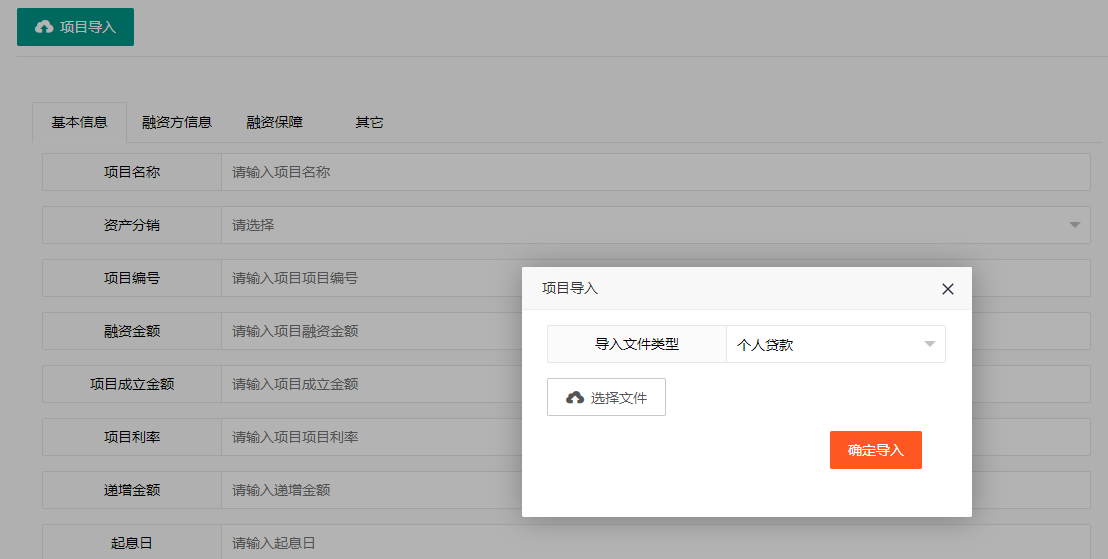 项目导入
基本信息 融资方信息 融资保障 其它
项目名称 请输入项目名称
资产分销 请选择
项目编号 请输入项目项目编号
项目导入
融资金额 请输入项目融资金额
导入文件类型 个人贷款
项目成立金额 请输入项目成立金额
选择文件
项目利率 请输入项目项目利率
确定导入
递增金额 请输入递增金额
起息日 请输入起息日